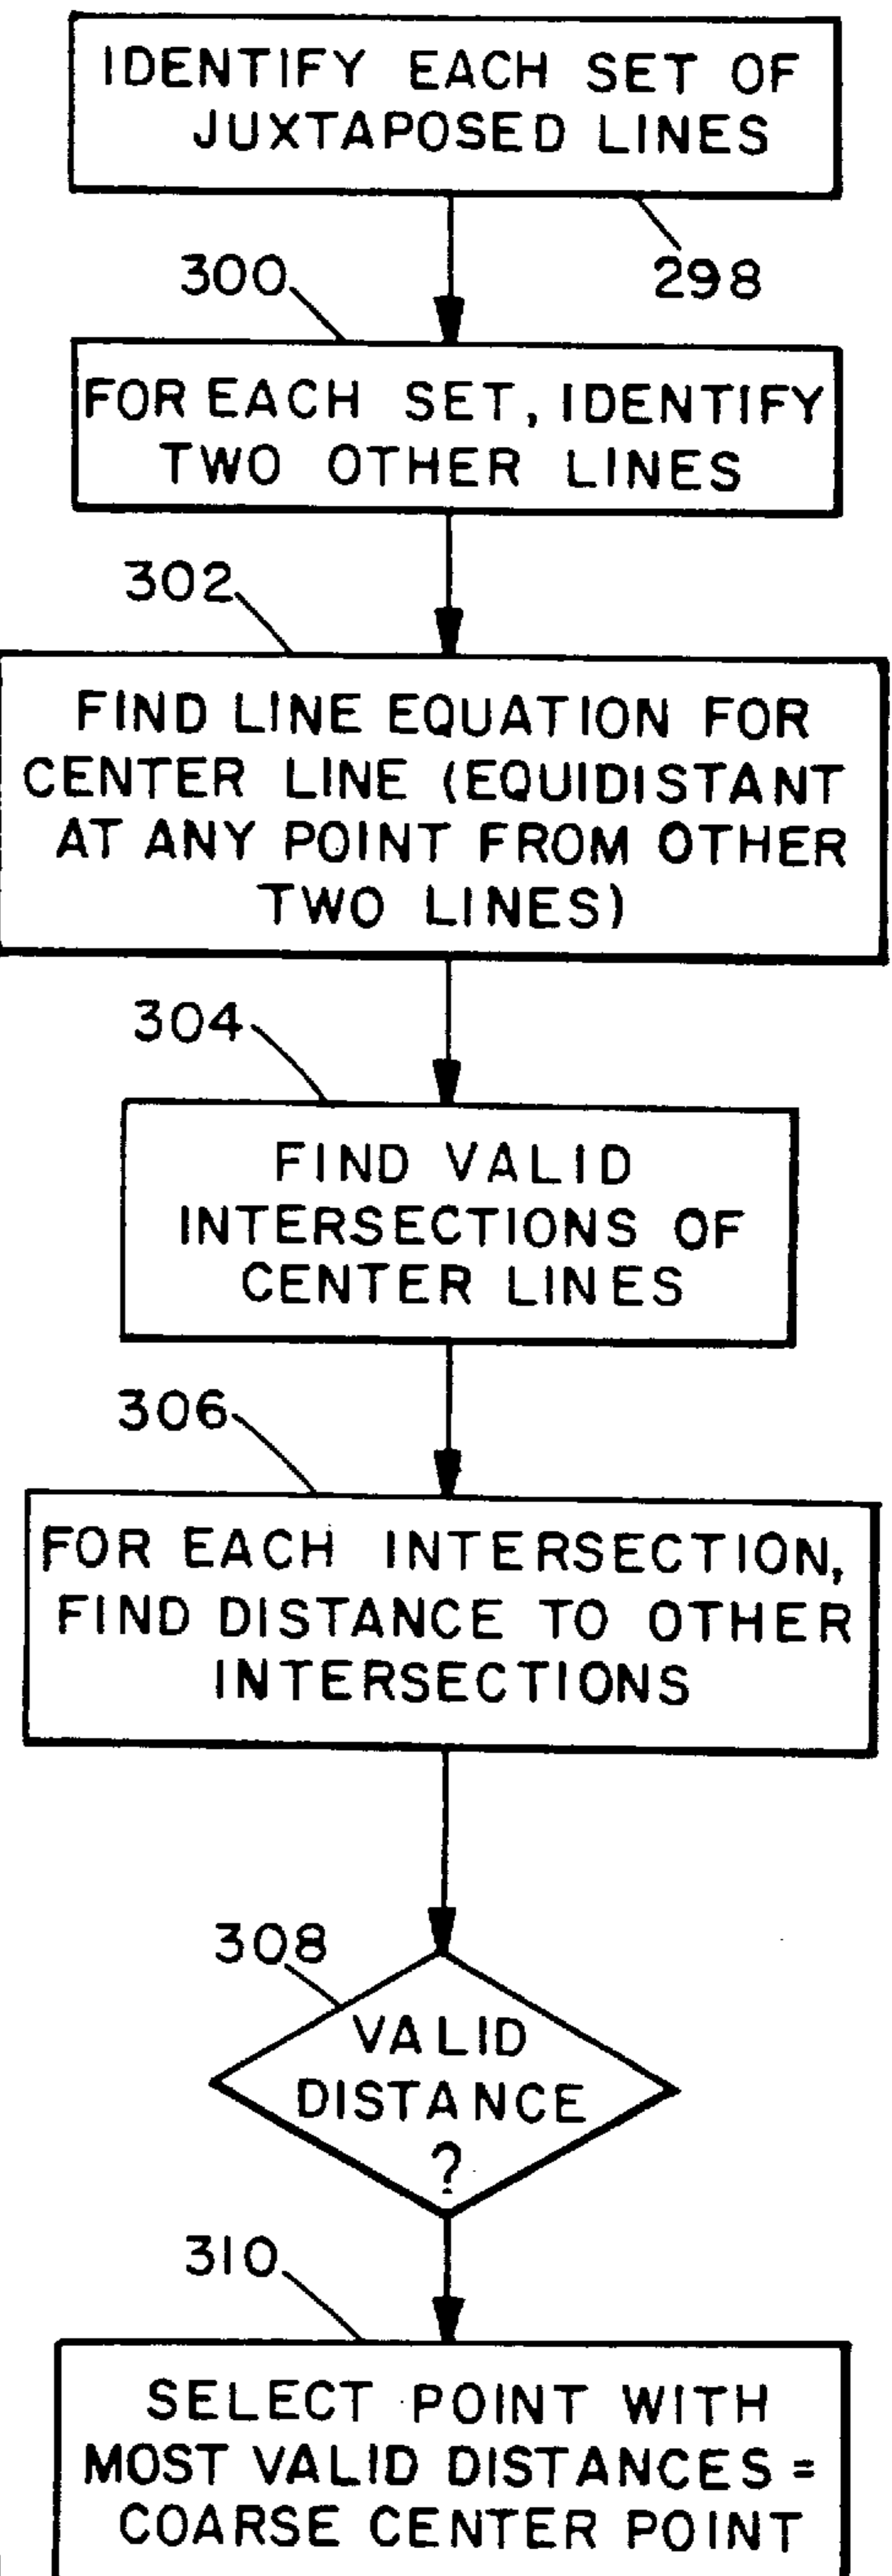 IDENTIFY EACH SET OF
JUXTAPOSED LINES
298
300
FOR EACH SET, IDENTIFY
TWO OTHER LINES
302
FIND LINE EQUATION FOR
CENTER LINE (EQUIDISTANT
AT ANY POINT FROM OTHER
TWO LINES)
304
FIND VALID
INTERSECTIONS OF
CENTER LINES
306
FOR EACH INTERSECTION,
FIND DISTANCE TO OTHER
INTERSECTIONS
308
VALID
DISTANCE
?
310
SELECT POINT WITH
MOST VALID DISTANCES =
COARSE CENTER POINT